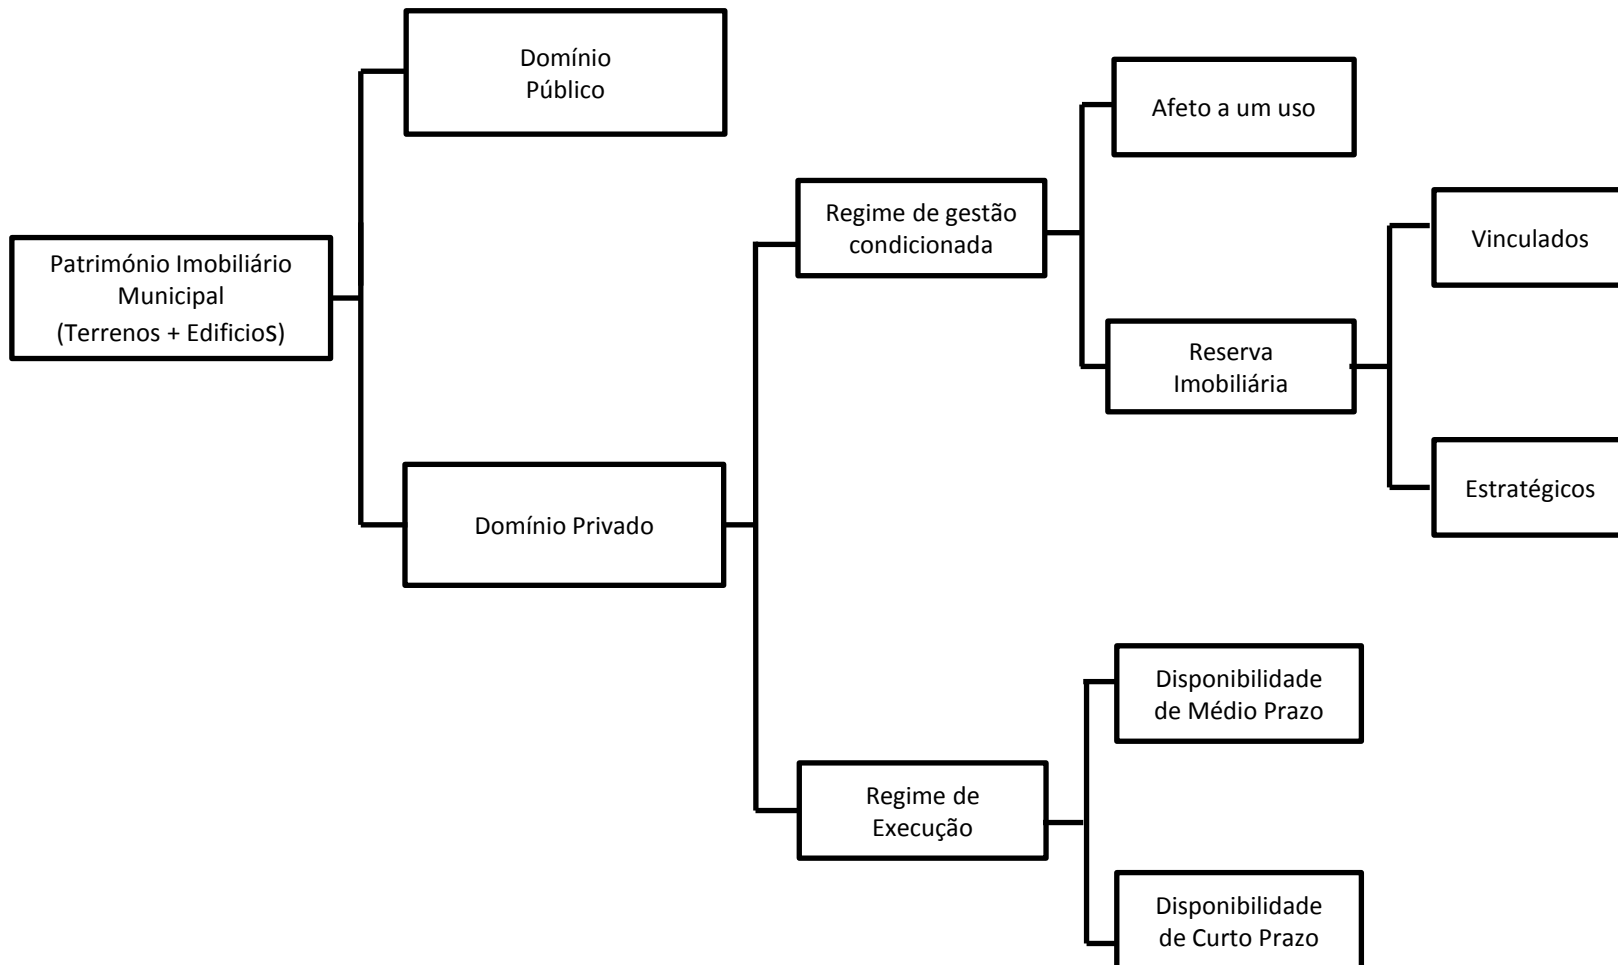 Domínio
Público
Afeto a um uso
Regime de gestão
condicionada
Vinculados
Património Imobiliário
Municipal
(Terrenos + Edificios)
Reserva
Imobiliária
Estratégicos
Domínio Privado
Disponibilidade
de Médio Prazo
Regime de
Execução
Disponibilidade
de Curto Prazo